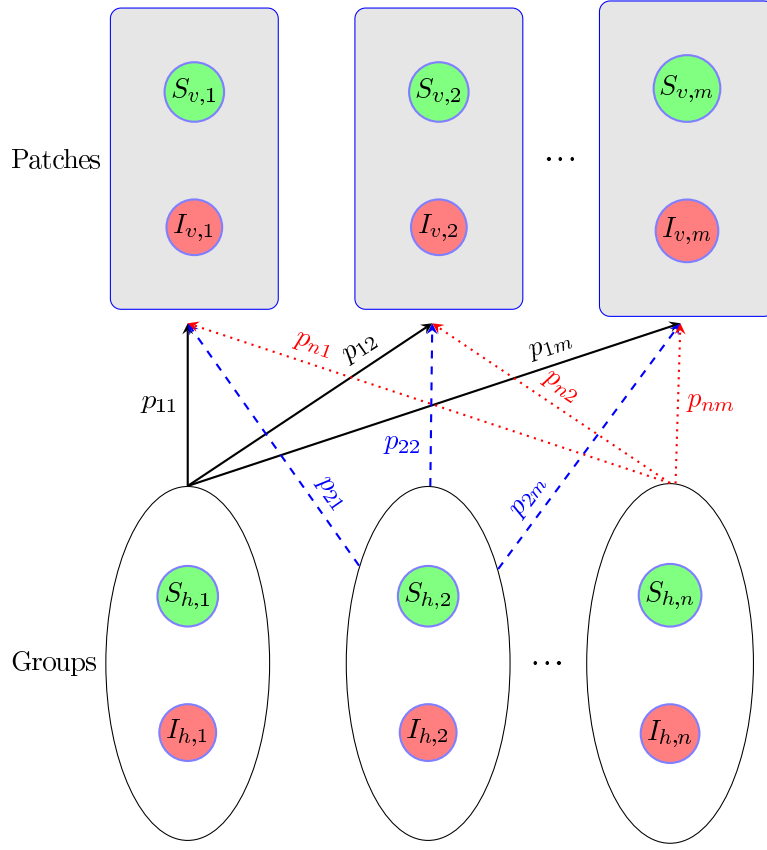 S_{v,1} S_{v,2} S_{v,m}
Patches ...
I_{v,1} I_{v,2} I_{v,m}
p_{n1} p_{12} p_{1m}
p_{n2}
p_{11} p_{nm}
p_{22}
p_{21} p_{2m}
S_{h,1} S_{h,2} S_{h,n}
Groups ...
I_{h,1} I_{h,2} I_{h,n}